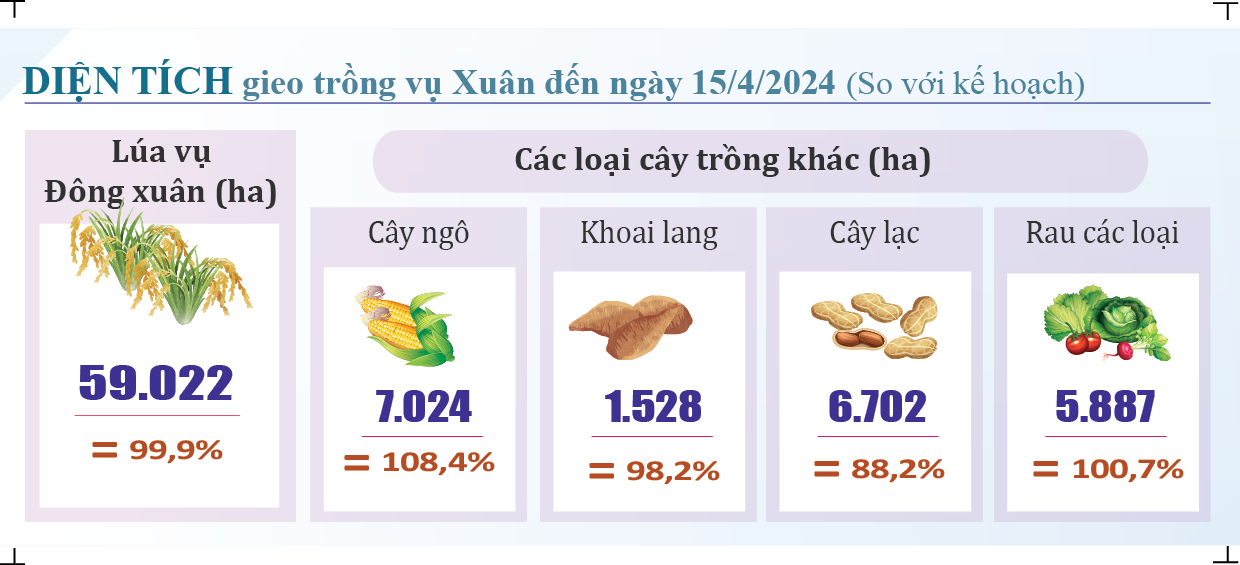 DIỆN TÍCH gieo trồng vụ Xuân đến ngày 15/4/2024 (So với kế hoạch)
Lúa vụ
Đông xuân (ha)
59.022
= 99,9%
Các loại cây trồng khác (ha)
Cây ngô
7.024
= 108,4%
Khoai lang
1.528
= 98,2%
Cây lạc
6.702
= 88,2%
Rau các loại
5.887
= 100,7%